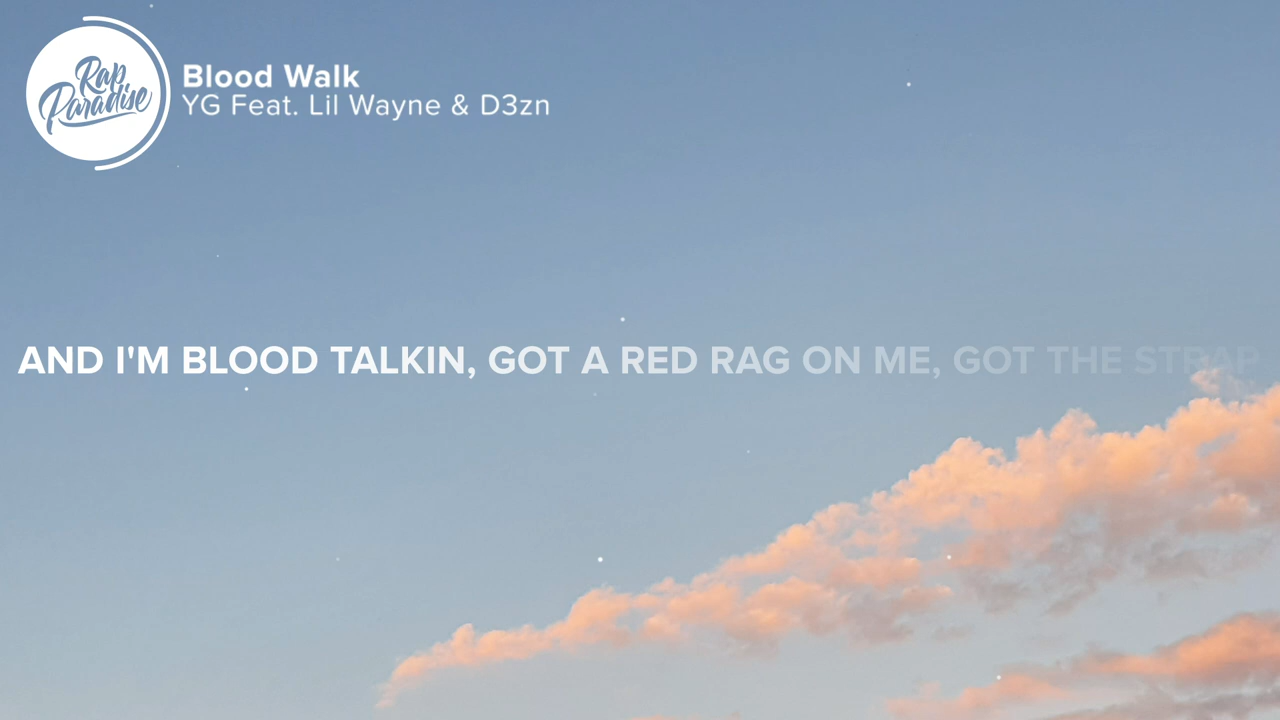 Rap
Paradise
Blood Walk
YG Feat. Lil Wayne & D3zn
AND I'M BLOOD TALKIN, GOT A RED RAG ON ME, GOT THE STRAP